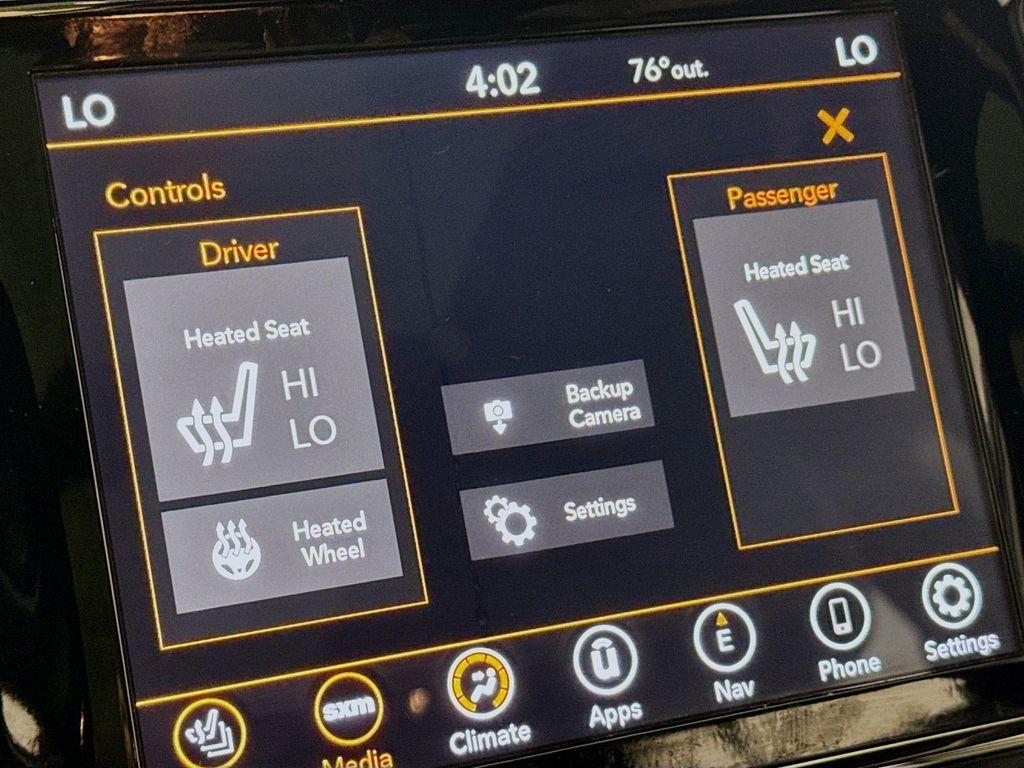 LO
4:02
76° out.
LO
Controls
Driver
Heated Seat
HI
LO
Heated
Wheel
Backup
Camera
Settings
Passenger
Heated Seat
HI
LO
sxm
Media
Climate
u
Apps
E
Nav
Phone
Settings